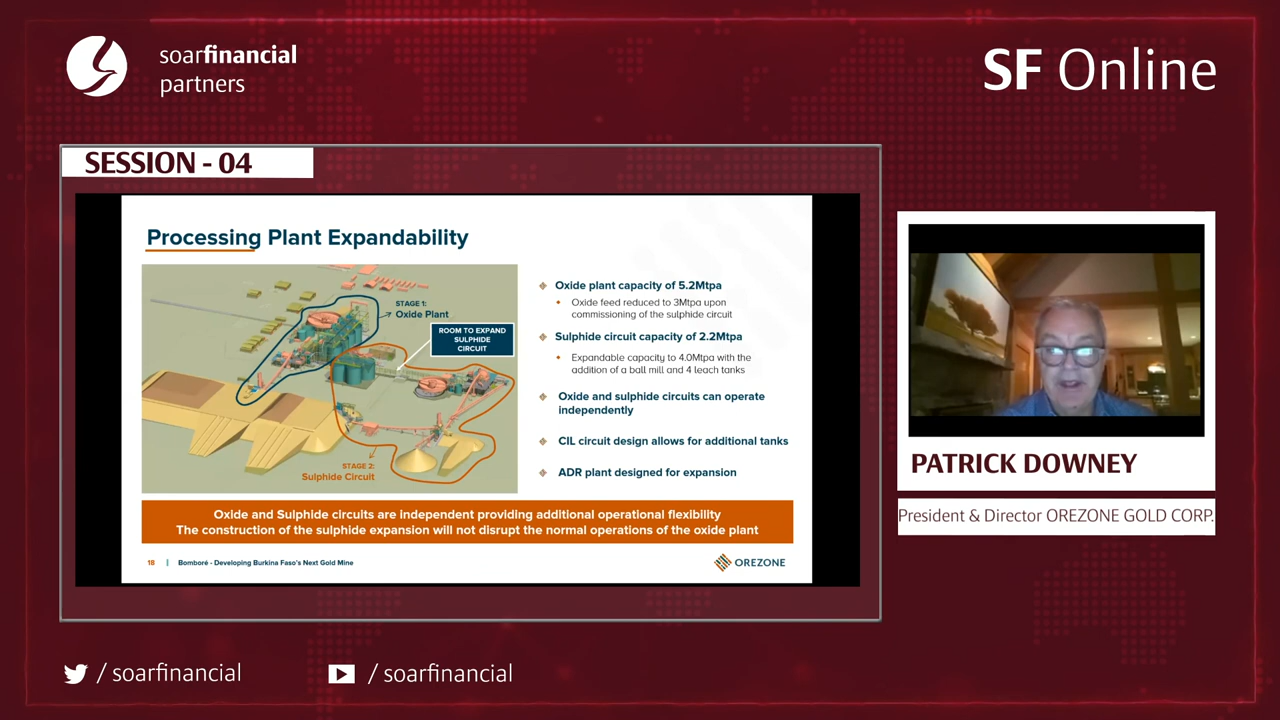 soarfinancial
partners
SF Online
SESSION - 04
Processing Plant Expandability
STAGE 1:
Oxide Plant
ROOM TO EXPAND
SULPHIDE
CIRCUIT
STAGE 2:
Sulphide Circuit
Oxide plant capacity of 5.2Mtpa
Oxide feed reduced to 3Mtpa upon
commissioning of the sulphide circuit
Sulphide circuit capacity of 2.2Mtpa
Expandable capacity to 4.0Mtpa with the
addition of a ball mill and 4 leach tanks
Oxide and sulphide circuits can operate
independently
CIL circuit design allows for additional tanks
ADR plant designed for expansion
Oxide and Sulphide circuits are independent providing additional operational flexibility
The construction of the sulphide expansion will not disrupt the normal operations of the oxide plant
18 | Bomboré - Developing Burkina Faso's Next Gold Mine
OREZONE
PATRICK DOWNEY
President & Director OREZONE GOLD CORP.
/ soarfinancial
/ soarfinancial